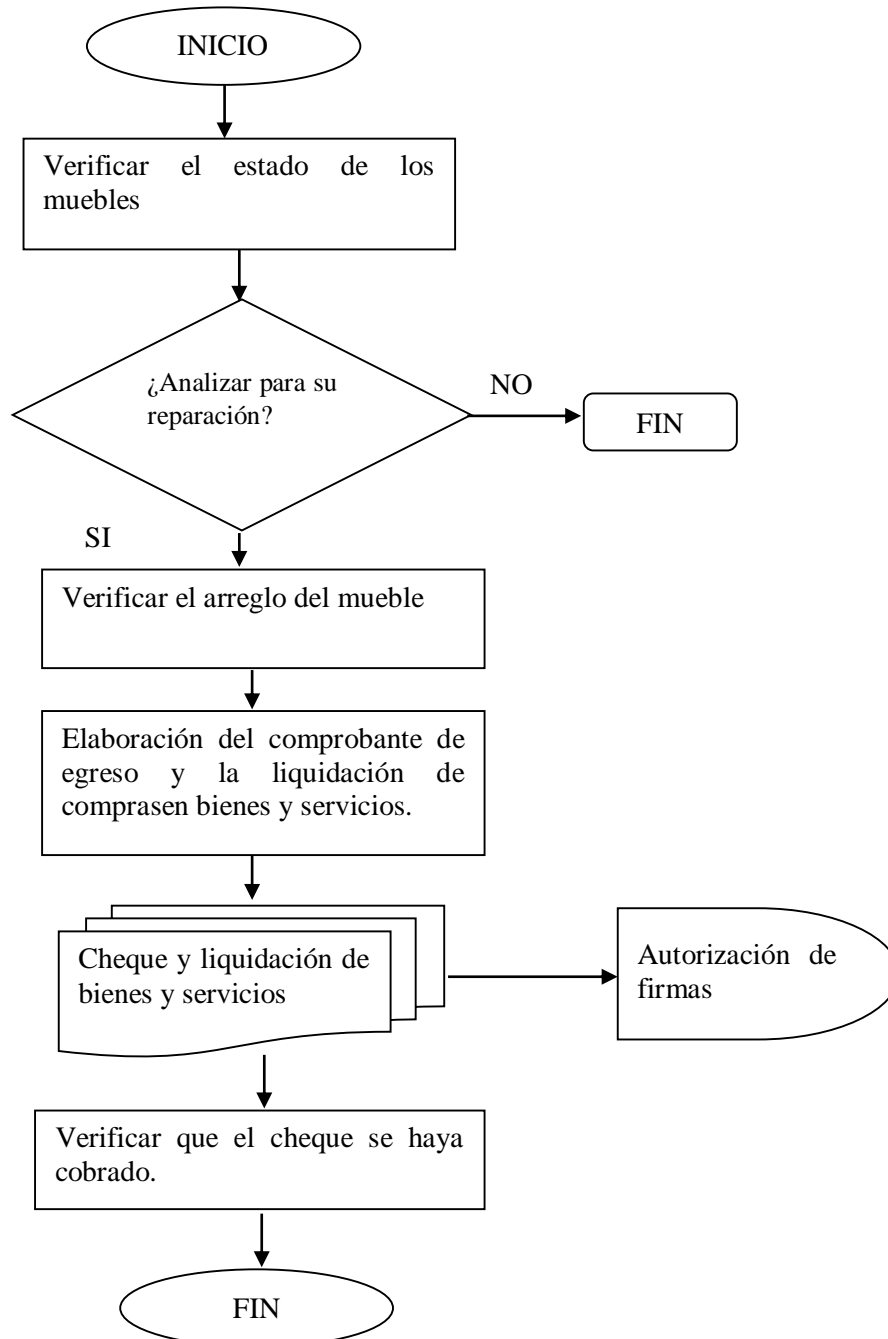 INICIO
Verificar el estado de los
muebles
¿Analizar para su
reparación?
NO
FIN
SI
Verificar el arreglo del mueble
Elaboración del comprobante de
egreso y la liquidación de
comprasen bienes y servicios.
Cheque y liquidación de
bienes y servicios
Autorización de
firmas
Verificar que el cheque se haya
cobrado.
FIN